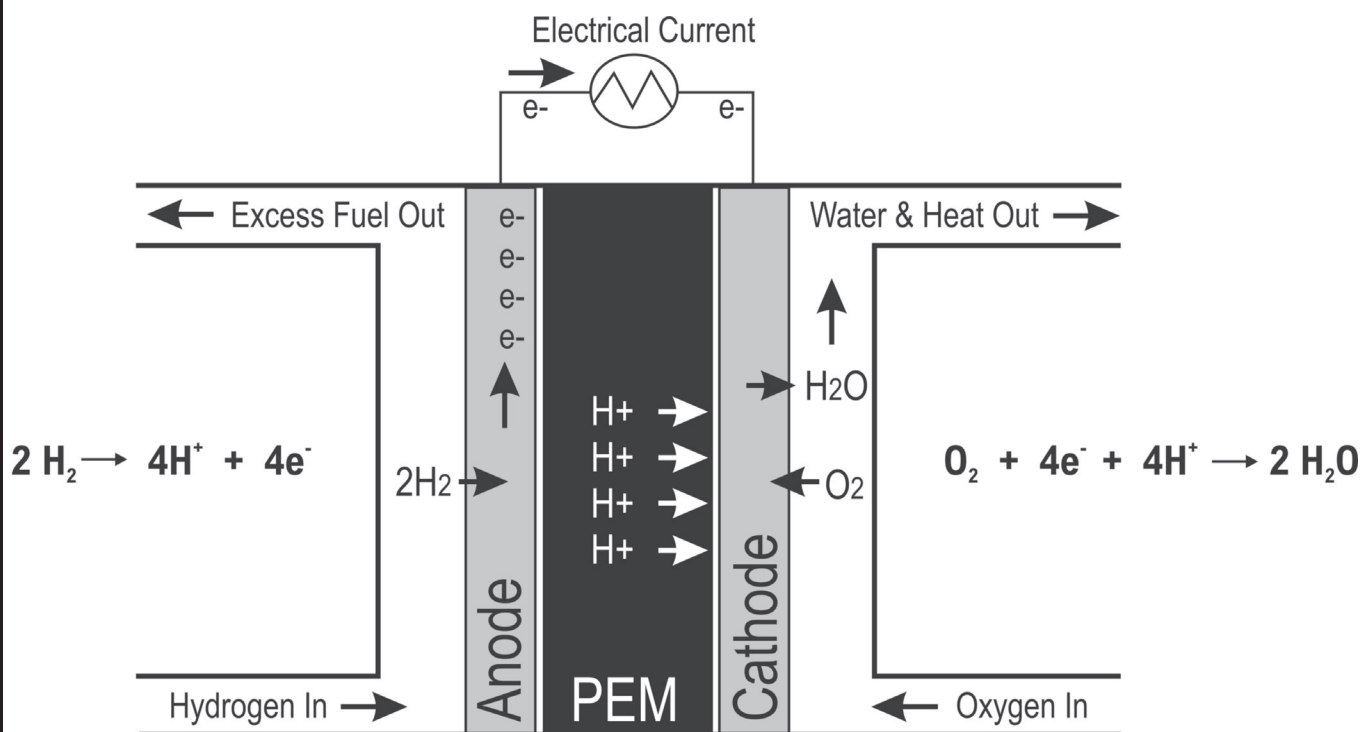 Electrical Current
e-
e-
Excess Fuel Out
e-
e-
e-
e-
Water & Heat Out
H+
H+
H+
H+
H2O
2 H₂→ 4H⁺ + 4e⁻
2H2
O2
O₂ + 4e⁻ + 4H⁺ → 2 H₂O
Anode
PEM
Cathode
Hydrogen In
Oxygen In